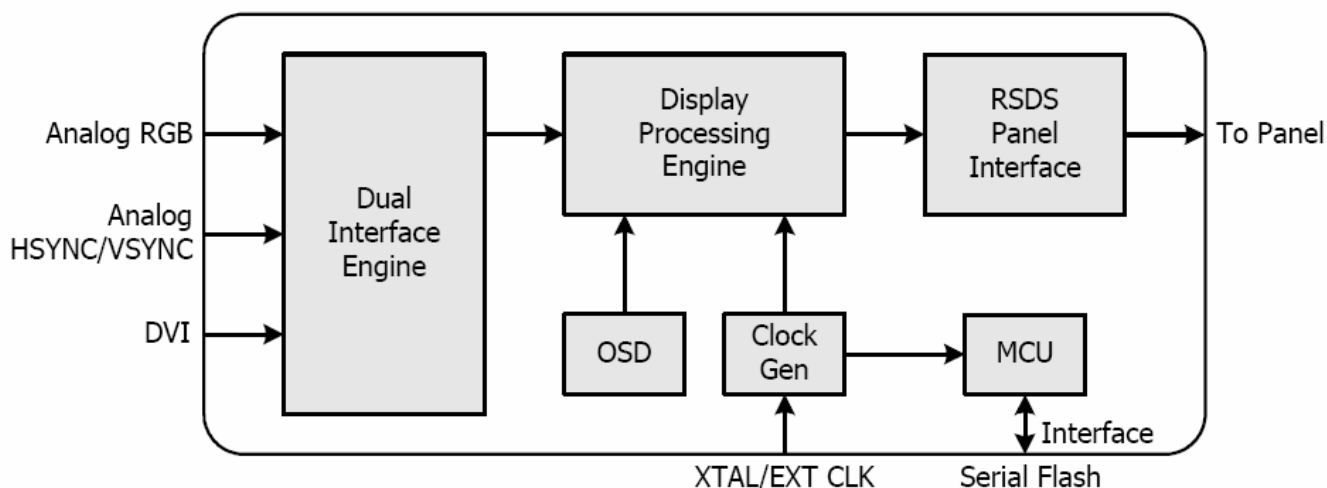 Analog RGB
Analog
HSYNC/VSYNC
DVI
Dual
Interface
Engine
Display
Processing
Engine
RSDS
Panel
Interface
To Panel
OSD
Clock
Gen
MCU
Interface
XTAL/EXT CLK
Serial Flash